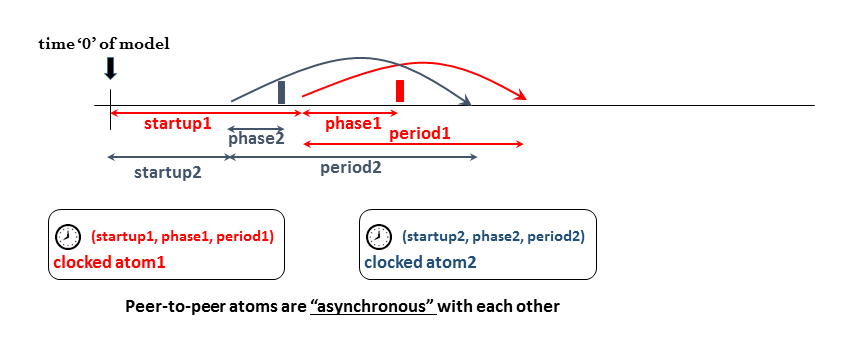 time ‘0’ of model
startup1
phase1
phase2
period1
startup2
period2
(startup1, phase1, period1)
clocked atom1
(startup2, phase2, period2)
clocked atom2
Peer-to-peer atoms are “asynchronous” with each other